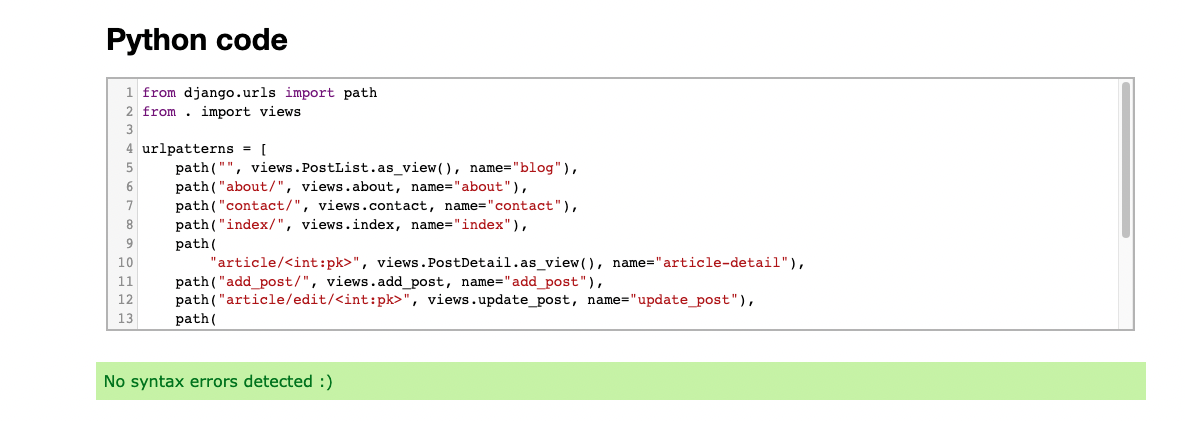 Python code
1 from django.urls import path
2 from . import views
3
4 urlpatterns = [
5     path("", views.PostList.as_view(), name="blog"),
6     path("about/", views.about, name="about"),
7     path("contact/", views.contact, name="contact"),
8     path("index/", views.index, name="index"),
9     path(
10         "article/<int:pk>", views.PostDetail.as_view(), name="article-detail"),
11     path("add_post/", views.add_post, name="add_post"),
12     path("article/edit/<int:pk>", views.update_post, name="update_post"),
13     path(
No syntax errors detected :)